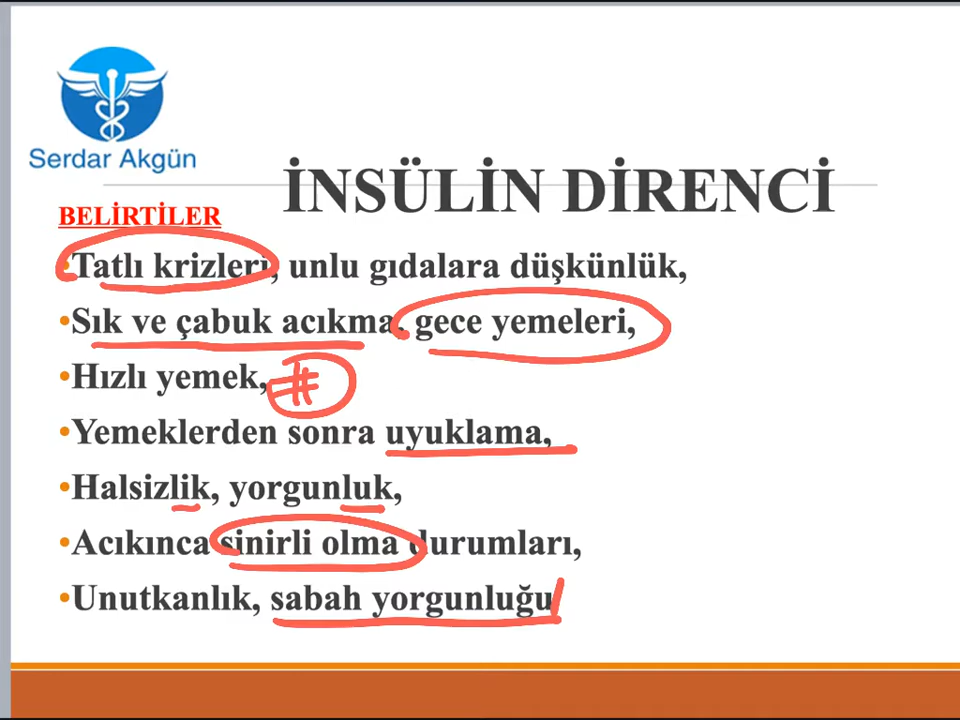 Serdar Akgün
İNSÜLİN DİRENCİ
BELİRTİLER
•Tatlı krizleri, unlu gıdalara düşkünlük,
•Sık ve çabuk acıkma, gece yemeleri,
•Hızlı yemek, #
•Yemeklerden sonra uyuklama,
•Halsizlik, yorgunluk,
•Acıkınca sinirli olma durumları,
•Unutkanlık, sabah yorgunluğu